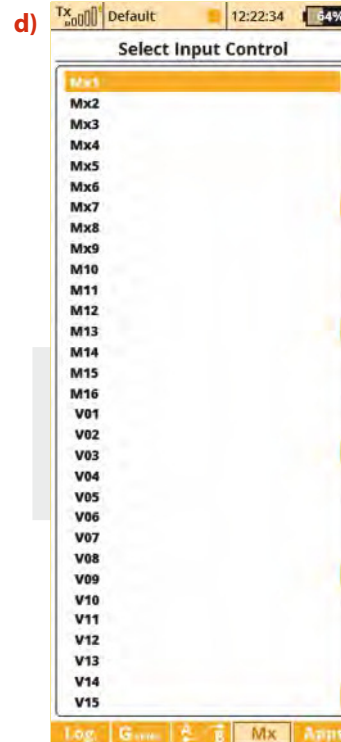 d)
Tx Default 12:22:34 64%
Select Input Control
Mx1
Mx2
Mx3
Mx4
Mx5
Mx6
Mx7
Mx8
Mx9
M10
M11
M12
M13
M14
M15
M16
V01
V02
V03
V04
V05
V06
V07
V08
V09
V10
V11
V12
V13
V14
V15
Log Mx